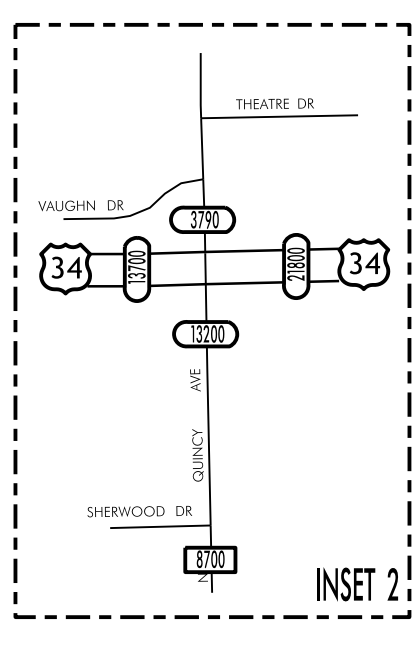 THEATRE DR
VAUGHN DR
3790
34
13700
21800
34
13200
N QUINCY AVE
SHERWOOD DR
8700
INSET 2